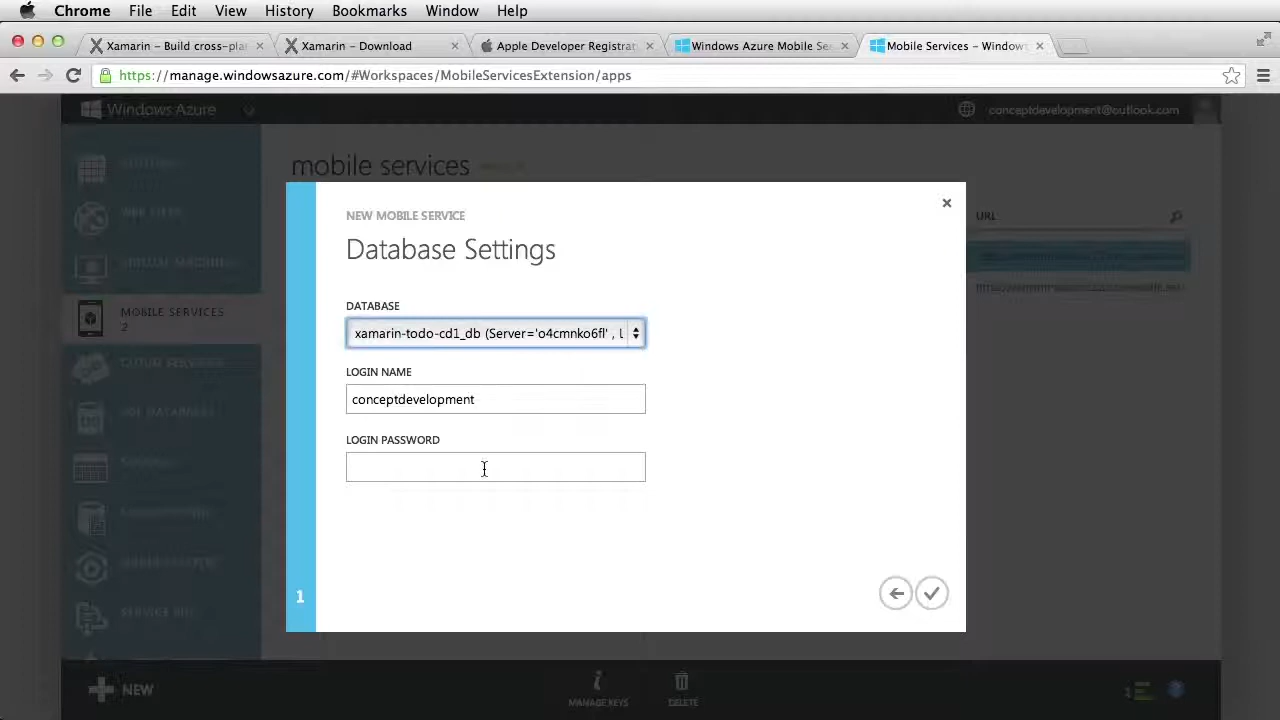 Chrome File Edit View History Bookmarks Window Help
Xamarin – Build cross-pla
Xamarin – Download
Apple Developer Registrat
Windows Azure Mobile Se
Mobile Services – Window
https://manage.windowsazure.com/#Workspaces/MobileServicesExtension/apps
Windows Azure
conceptdevelopment@outlook.com
mobile services
URL
MOBILE SERVICES
2
NEW MOBILE SERVICE
Database Settings
DATABASE
xamarin-todo-cd1_db (Server='o4cmnko6fl' , l
LOGIN NAME
conceptdevelopment
LOGIN PASSWORD
1
NEW
MANAGE KEYS
DELETE
1